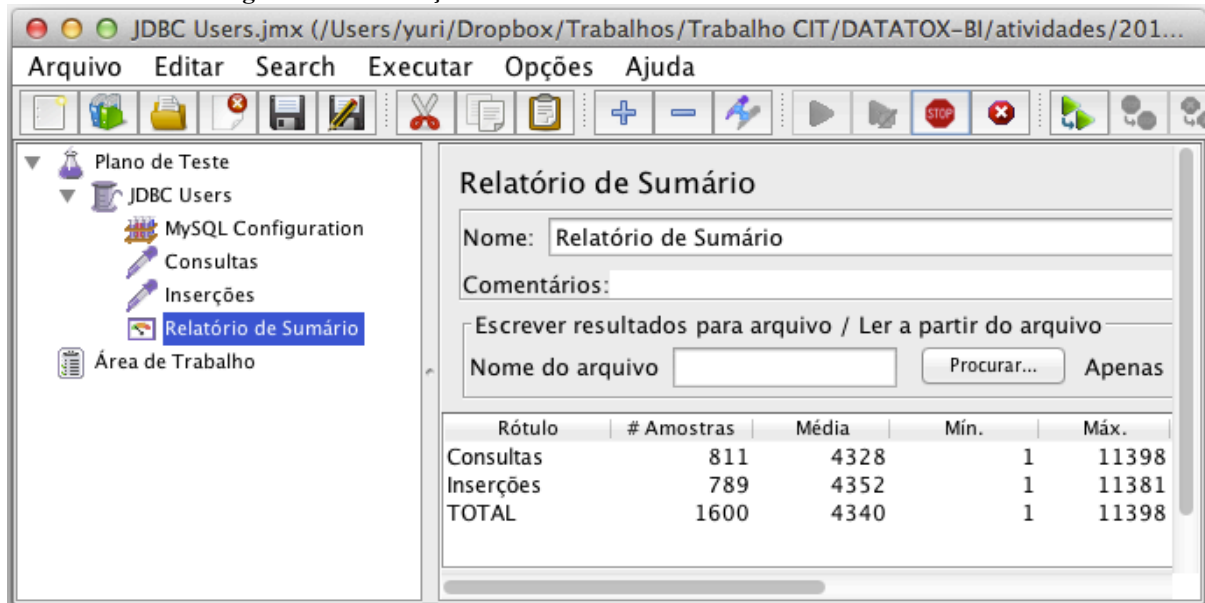 JDBC Users.jmx (/Users/yuri/Dropbox/Trabalhos/Trabalho CIT/DATATOX-BI/atividades/201...
Arquivo Editar Search Executar Opções Ajuda
STOP
Plano de Teste
JDBC Users
MySQL Configuration
Consultas
Inserções
Relatório de Sumário
Área de Trabalho
Relatório de Sumário
Nome: Relatório de Sumário
Comentários:
Escrever resultados para arquivo / Ler a partir do arquivo
Nome do arquivo Procurar... Apenas
Rótulo # Amostras Média Mín. Máx.
Consultas 811 4328 1 11398
Inserções 789 4352 1 11381
TOTAL 1600 4340 1 11398